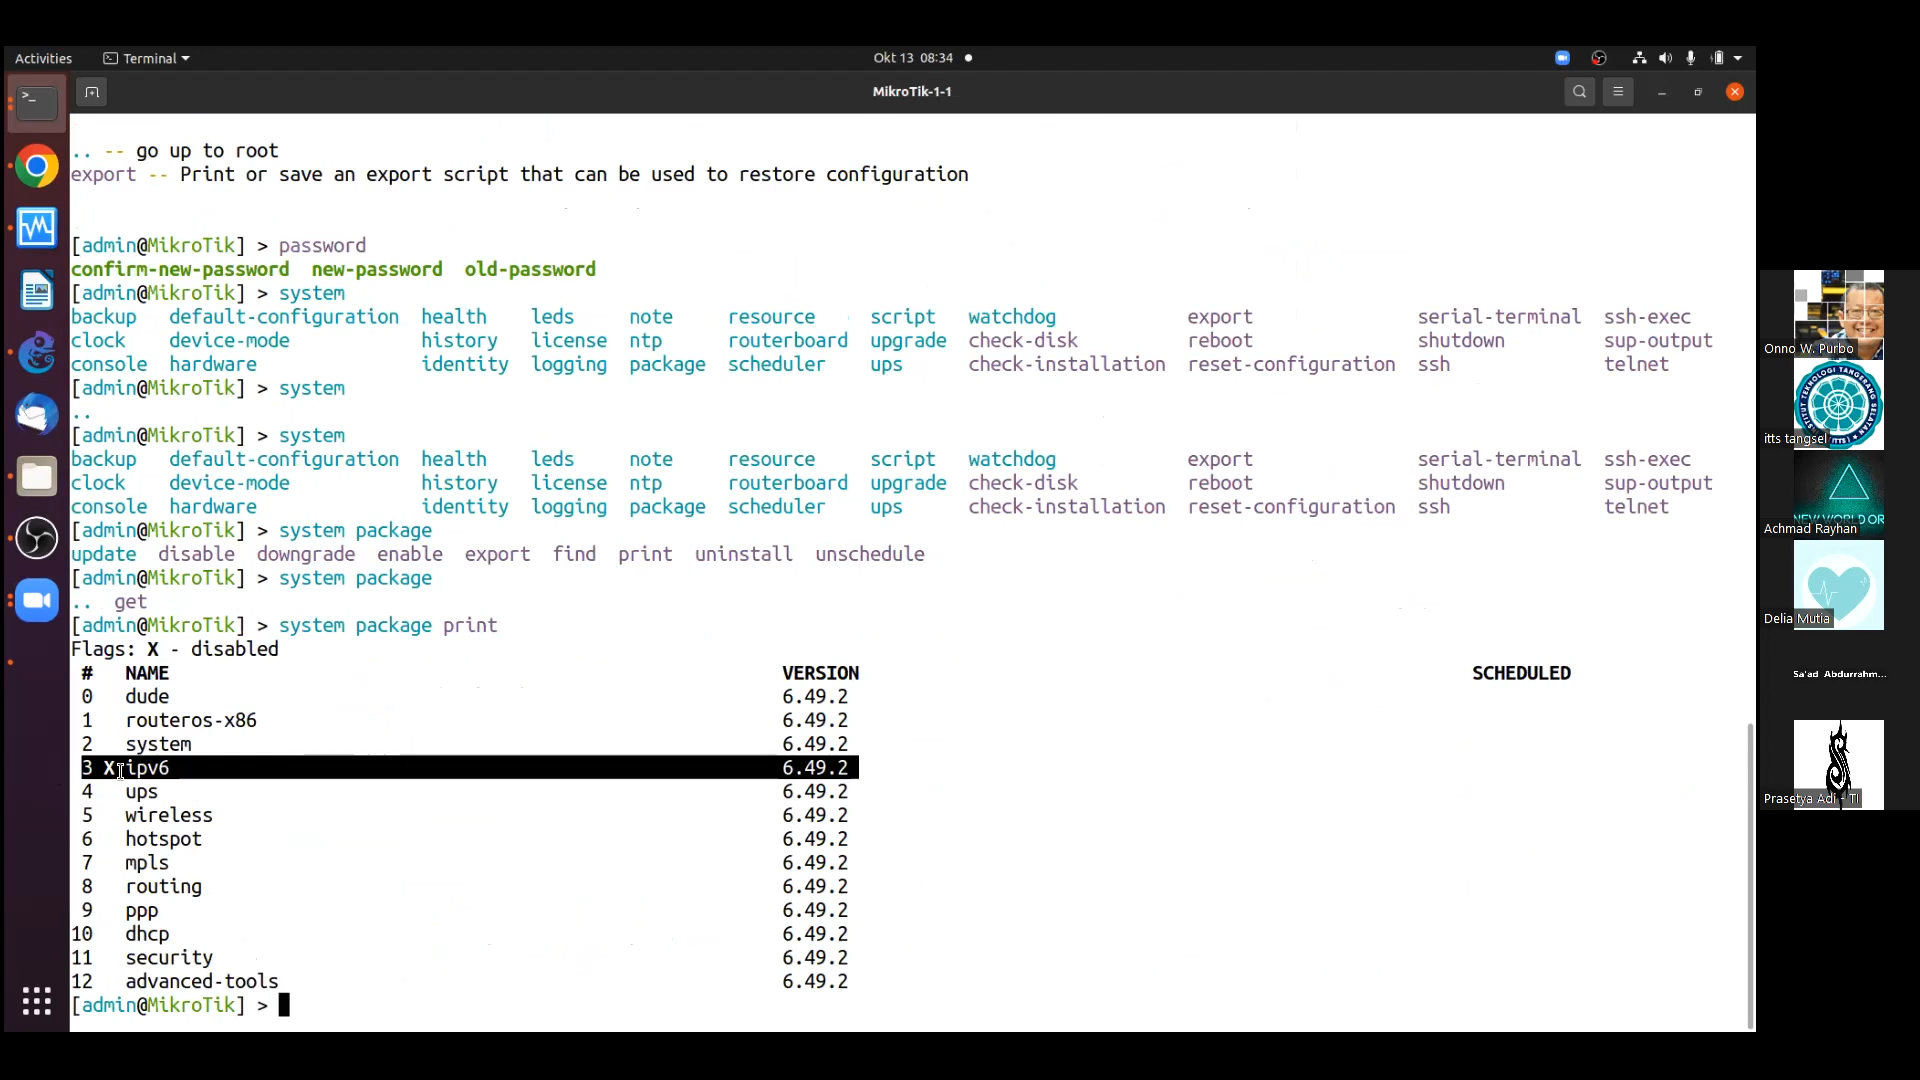 Activities Terminal Okt 13 08:34
MikroTik-1-1
.. -- go up to root
export -- Print or save an export script that can be used to restore configuration
[admin@MikroTik] > password
confirm-new-password new-password old-password
[admin@MikroTik] > system
backup default-configuration health leds note resource script watchdog export serial-terminal ssh-exec
clock device-mode history license ntp routerboard upgrade check-disk reboot shutdown sup-output
console hardware identity logging package scheduler ups check-installation reset-configuration ssh telnet
[admin@MikroTik] > system
..
[admin@MikroTik] > system
backup default-configuration health leds note resource script watchdog export serial-terminal ssh-exec
clock device-mode history license ntp routerboard upgrade check-disk reboot shutdown sup-output
console hardware identity logging package scheduler ups check-installation reset-configuration ssh telnet
[admin@MikroTik] > system package
update disable downgrade enable export find print uninstall unschedule
[admin@MikroTik] > system package
.. get
[admin@MikroTik] > system package print
Flags: X - disabled
# NAME VERSION SCHEDULED
0 dude 6.49.2
1 routeros-x86 6.49.2
2 system 6.49.2
3 X ipv6 6.49.2
4 ups 6.49.2
5 wireless 6.49.2
6 hotspot 6.49.2
7 mpls 6.49.2
8 routing 6.49.2
9 ppp 6.49.2
10 dhcp 6.49.2
11 security 6.49.2
12 advanced-tools 6.49.2
[admin@MikroTik] >
Onno W. Purbo
INSTITUT TEKNOLOGI TANGERANG SELATAN
(ITTS)
itts tangsel
NEW WORLD OR
Achmad Rayhan
Delia Mutia
Sa'ad Abdurrahm...
Prasetya Adi - TI